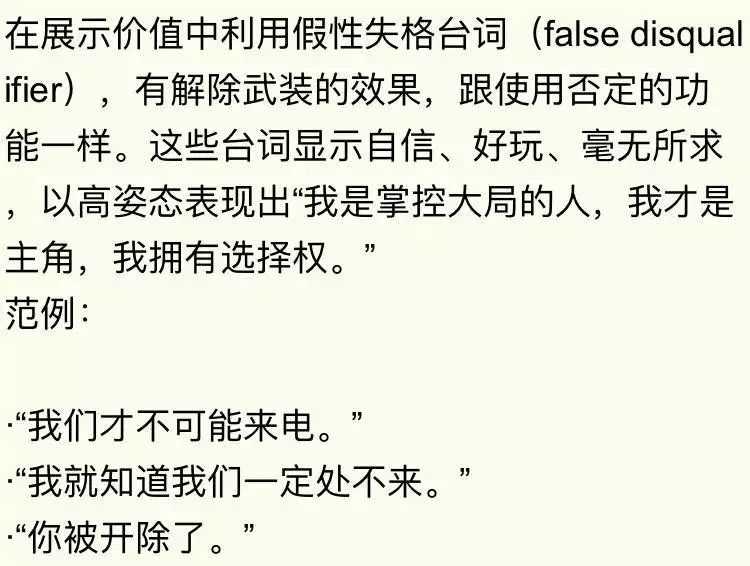 在展示价值中利用假性失格台词（false disqual
ifier），有解除武装的效果，跟使用否定的功
能一样。这些台词显示自信、好玩、毫无所求
，以高姿态表现出“我是掌控大局的人，我才是
主角，我拥有选择权。”
范例：
·“我们才不可能来电。”
·“我就知道我们一定处不来。”
·“你被开除了。”